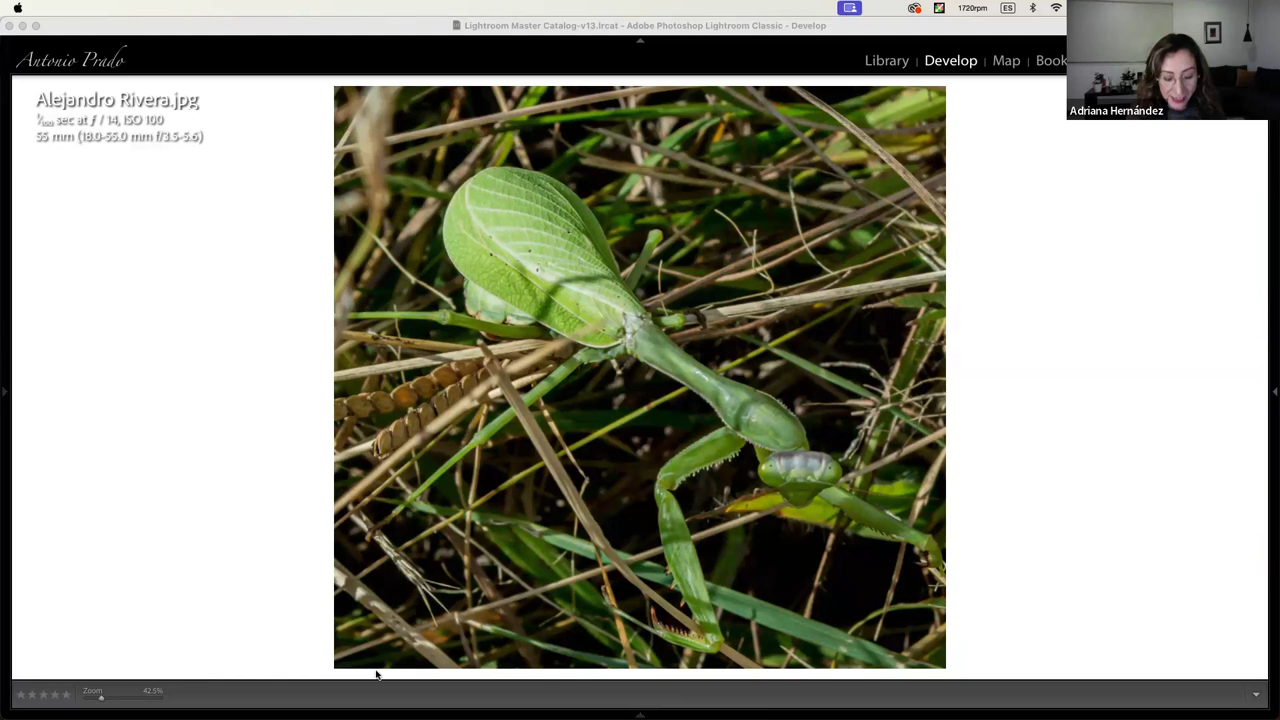 1720rpm
ES
Lightroom Master Catalog-v13.lrcat - Adobe Photoshop Lightroom Classic - Develop
Antonio Prado
Library | Develop | Map | Book
Adriana Hernández
Alejandro Rivera.jpg
sec at ƒ / 14, ISO 100
55 mm (18.0-55.0 mm f/3.5-5.6)
Zoom 42.5%